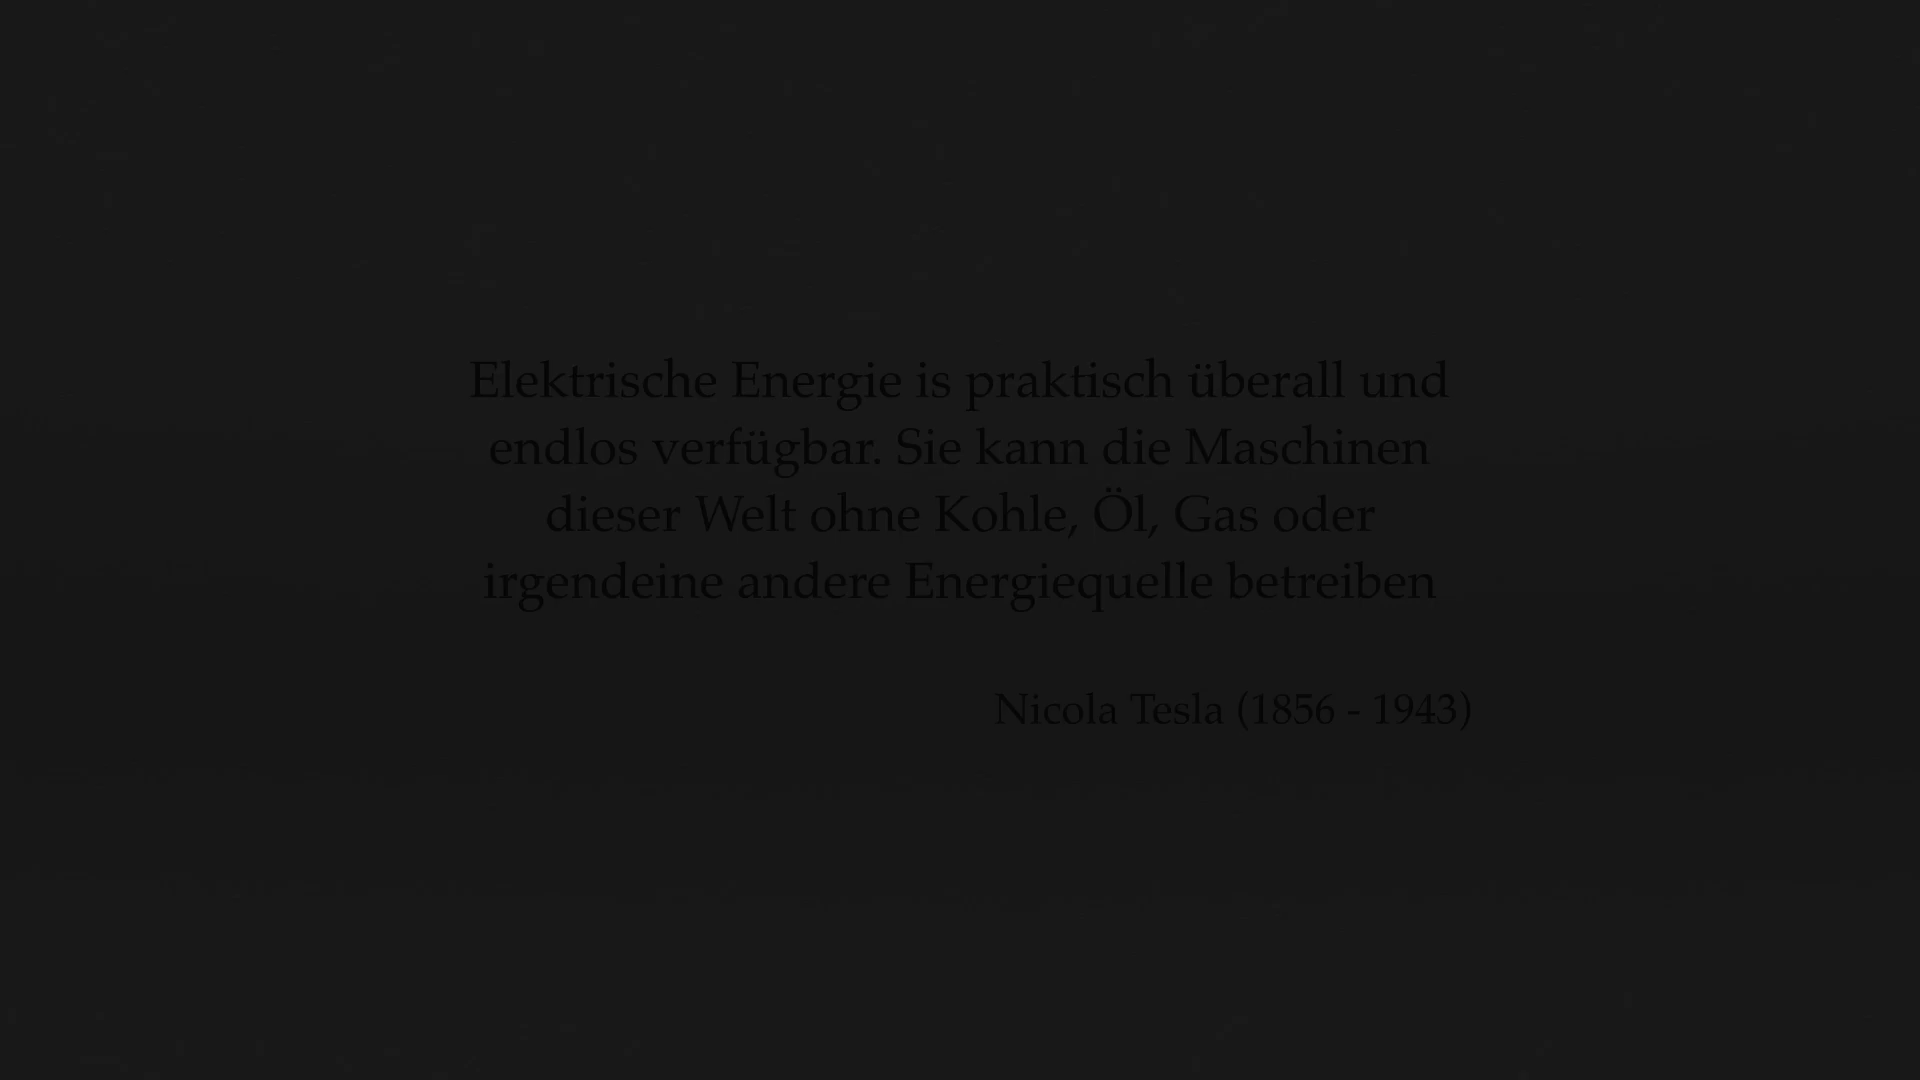 Elektrische Energie is praktisch überall und
endlos verfügbar. Sie kann die Maschinen
dieser Welt ohne Kohle, Öl, Gas oder
irgendeine andere Energiequelle betreiben
Nicola Tesla (1856 - 1943)